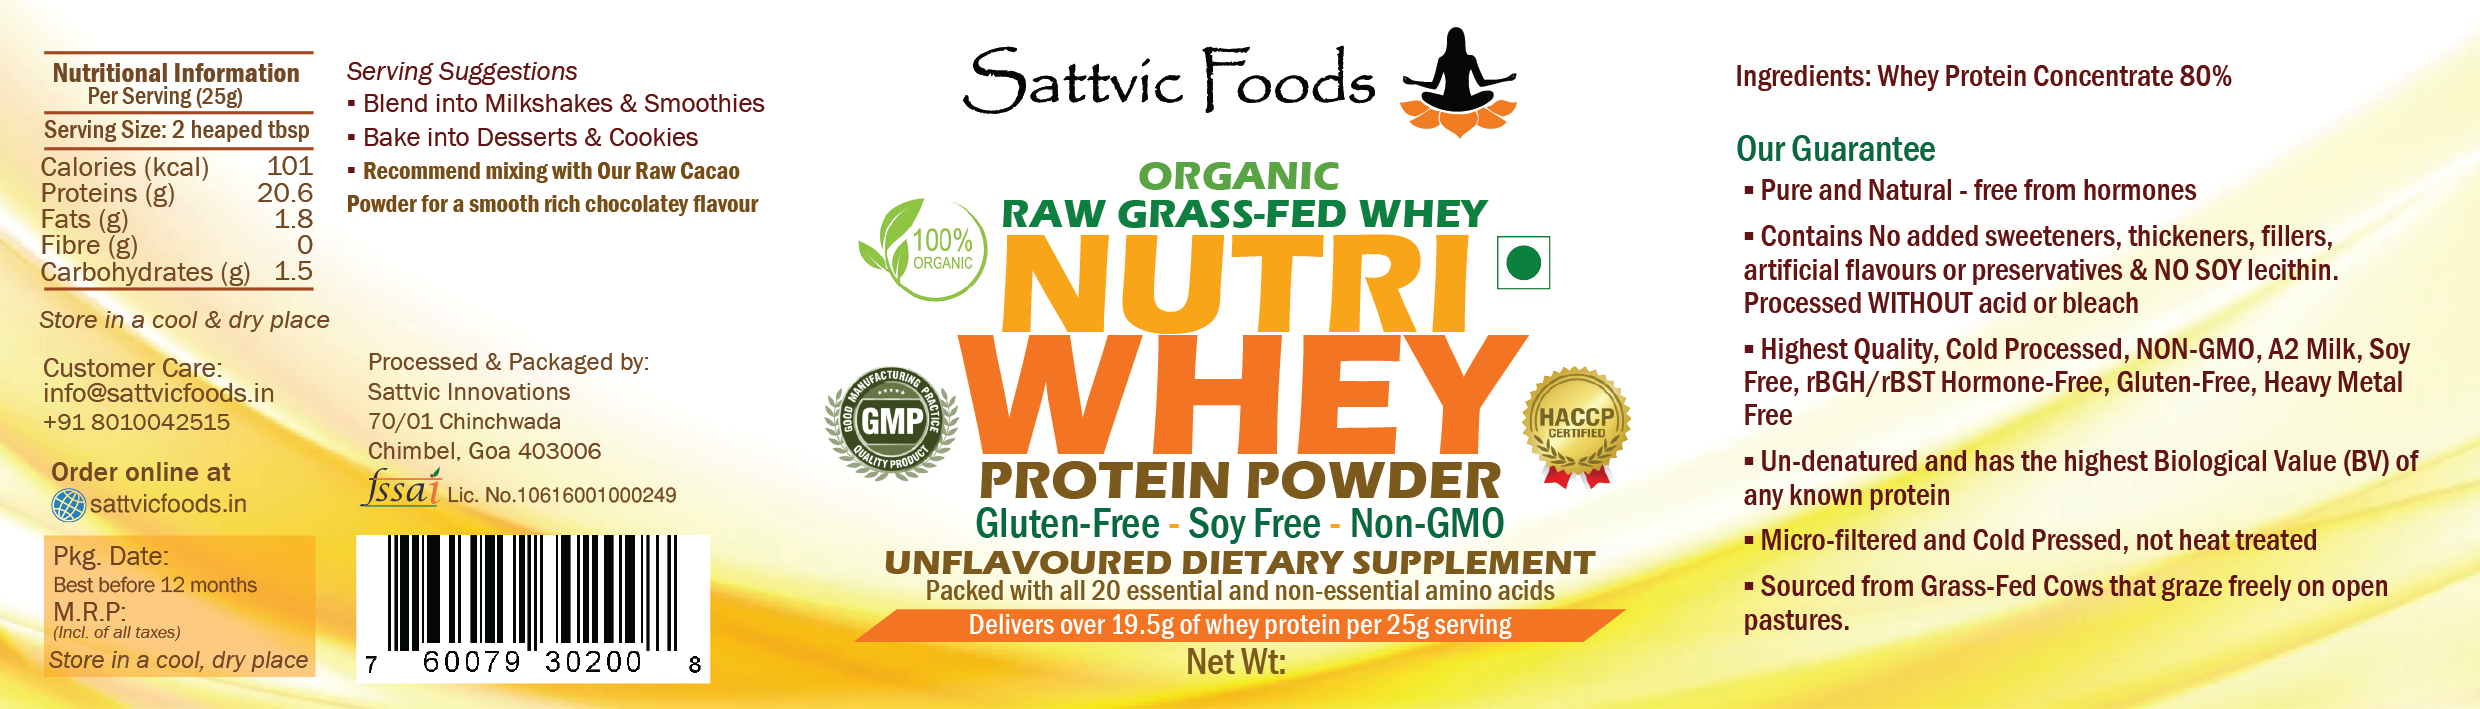 Nutritional Information
Per Serving (25g)
Serving Size: 2 heaped tbsp
Calories (kcal) 101
Proteins (g) 20.6
Fats (g) 1.8
Fibre (g) 0
Carbohydrates (g) 1.5
Store in a cool & dry place
Customer Care:
info@sattvicfoods.in
+91 8010042515
Order online at
sattvicfoods.in
Pkg. Date:
Best before 12 months
M.R.P:
(Incl. of all taxes)
Store in a cool, dry place
Serving Suggestions
▪ Blend into Milkshakes & Smoothies
▪ Bake into Desserts & Cookies
▪ Recommend mixing with Our Raw Cacao
Powder for a smooth rich chocolatey flavour
Processed & Packaged by:
Sattvic Innovations
70/01 Chinchwada
Chimbel, Goa 403006
fssai Lic. No.10616001000249
7 60079 30200 8
Sattvic Foods
ORGANIC
RAW GRASS-FED WHEY
100%
ORGANIC
NUTRI
WHEY
GOOD MANUFACTURING PRACTICE
GMP
QUALITY PRODUCT
HACCP
CERTIFIED
PROTEIN POWDER
Gluten-Free - Soy Free - Non-GMO
UNFLAVOURED DIETARY SUPPLEMENT
Packed with all 20 essential and non-essential amino acids
Delivers over 19.5g of whey protein per 25g serving
Net Wt:
Ingredients: Whey Protein Concentrate 80%
Our Guarantee
▪ Pure and Natural - free from hormones
▪ Contains No added sweeteners, thickeners, fillers,
artificial flavours or preservatives & NO SOY lecithin.
Processed WITHOUT acid or bleach
▪ Highest Quality, Cold Processed, NON-GMO, A2 Milk, Soy
Free, rBGH/rBST Hormone-Free, Gluten-Free, Heavy Metal
Free
▪ Un-denatured and has the highest Biological Value (BV) of
any known protein
▪ Micro-filtered and Cold Pressed, not heat treated
▪ Sourced from Grass-Fed Cows that graze freely on open
pastures.